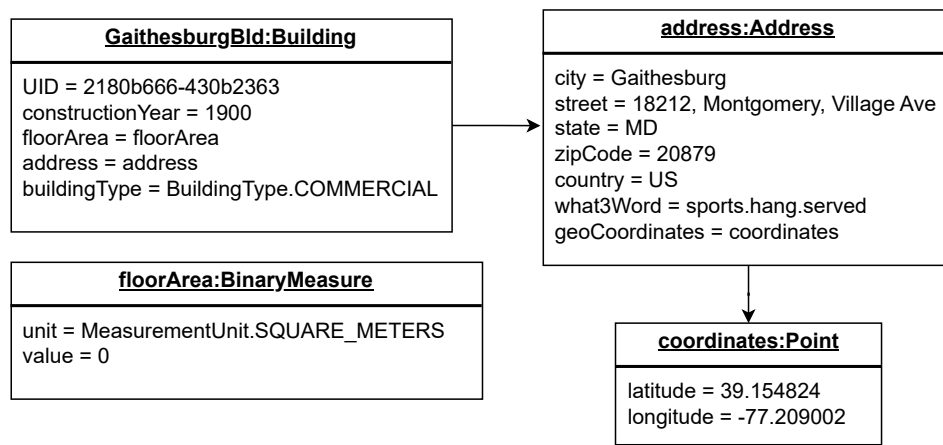 GaithesburgBld:Building
UID = 2180b666-430b2363
constructionYear = 1900
floorArea = floorArea
address = address
buildingType = BuildingType.COMMERCIAL
address:Address
city = Gaithesburg
street = 18212, Montgomery, Village Ave
state = MD
zipCode = 20879
country = US
what3Word = sports.hang.served
geoCoordinates = coordinates
floorArea:BinaryMeasure
unit = MeasurementUnit.SQUARE_METERS
value = 0
coordinates:Point
latitude = 39.154824
longitude = -77.209002